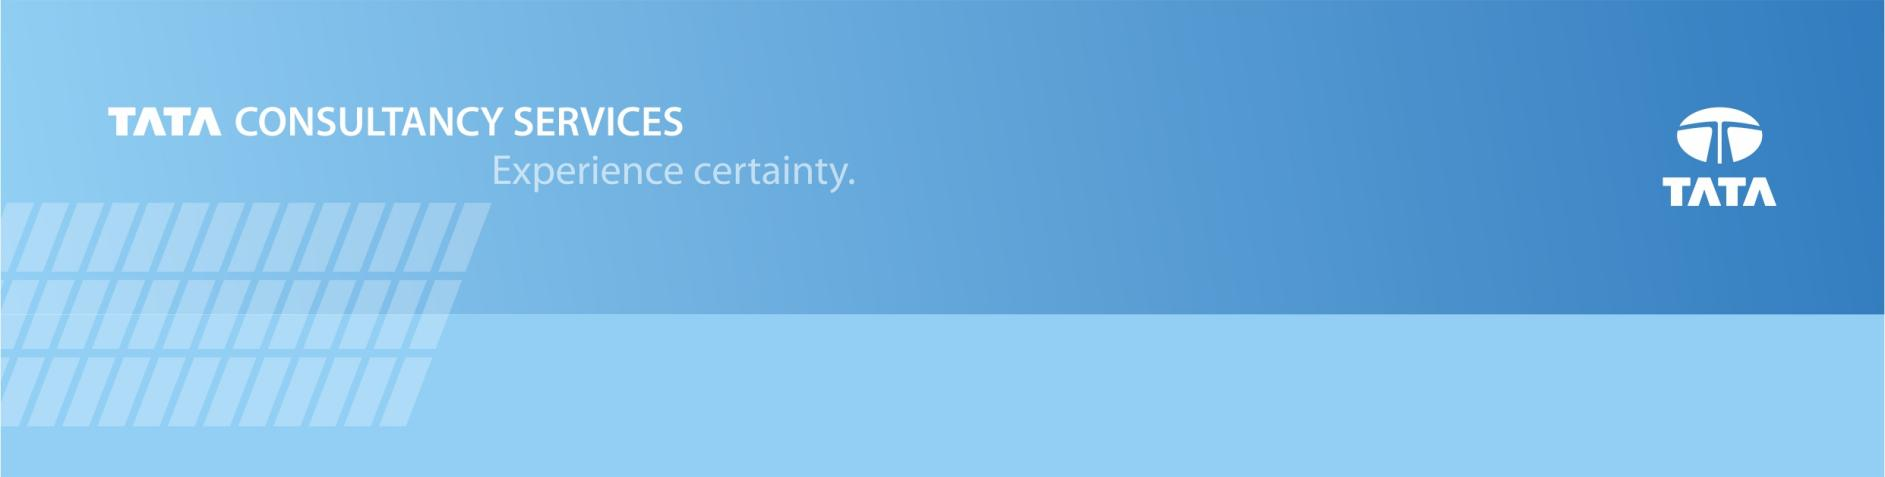 TATA CONSULTANCY SERVICES
Experience certainty.
TATA